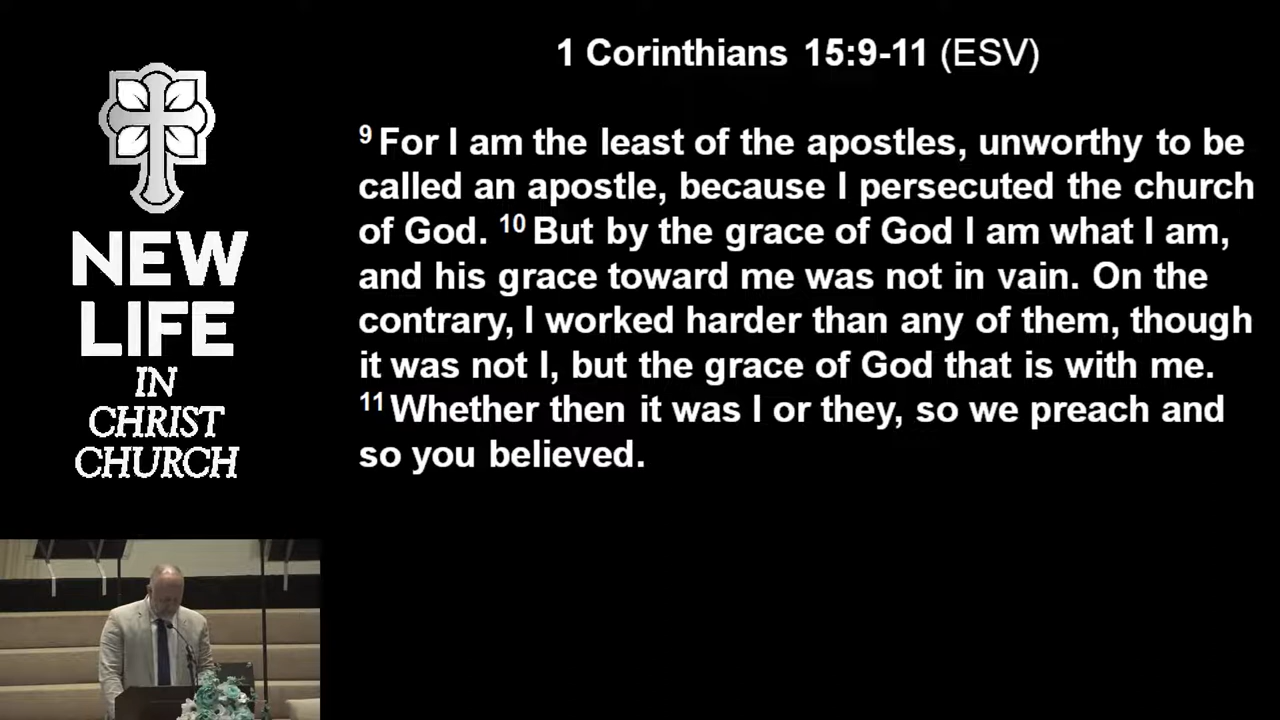 1 Corinthians 15:9-11 (ESV)
9 For I am the least of the apostles, unworthy to be
called an apostle, because I persecuted the church
of God. 10 But by the grace of God I am what I am,
and his grace toward me was not in vain. On the
contrary, I worked harder than any of them, though
it was not I, but the grace of God that is with me.
11 Whether then it was I or they, so we preach and
so you believed.
NEW
LIFE
IN
CHRIST
CHURCH